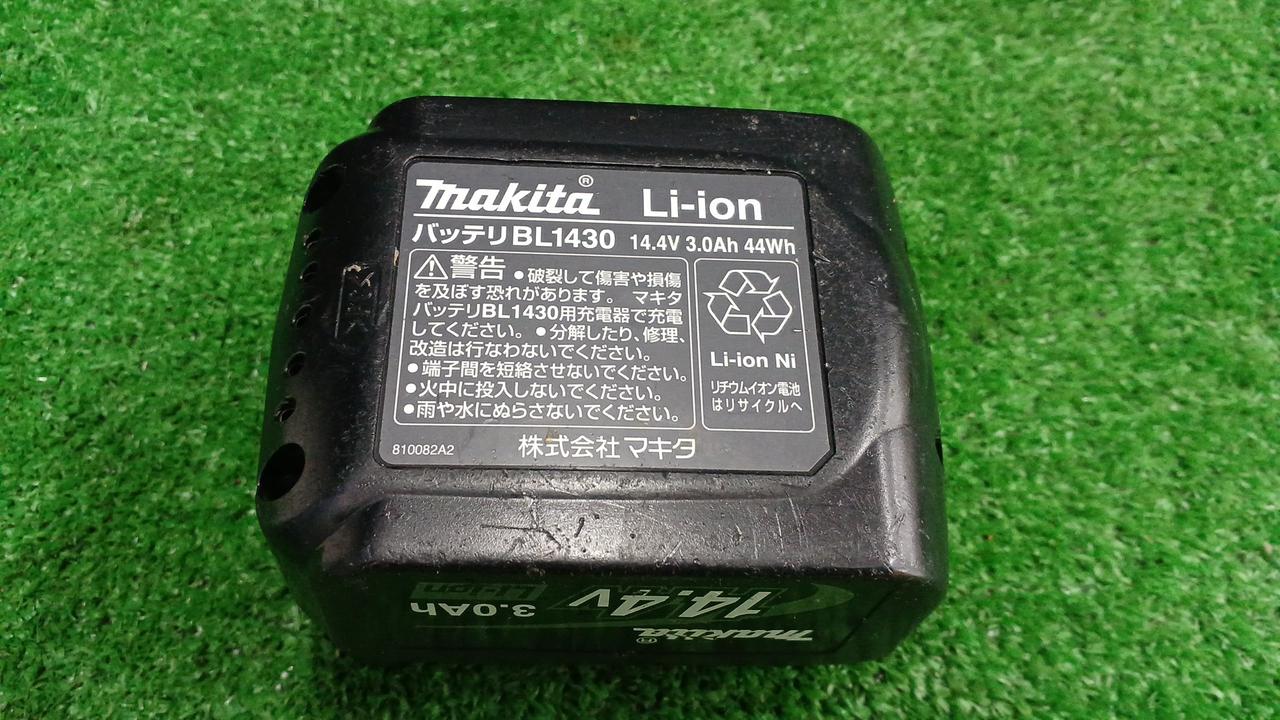 makita® Li-ion
バッテリBL1430 14.4V 3.0Ah 44Wh
⚠警告 ●破裂して傷害や損傷
を及ぼす恐れがあります。 マキタ
バッテリBL1430用充電器で充電
してください。●分解したり、修理、
改造は行なわないでください。
●端子間を短絡させないでください。
●火中に投入しないでください。
●雨や水にぬらさないでください。
Li-ion Ni
リチウムイオン電池
はリサイクルへ
810082A2 株式会社マキタ
makita®
14.4V
Li-ion
3.0Ah